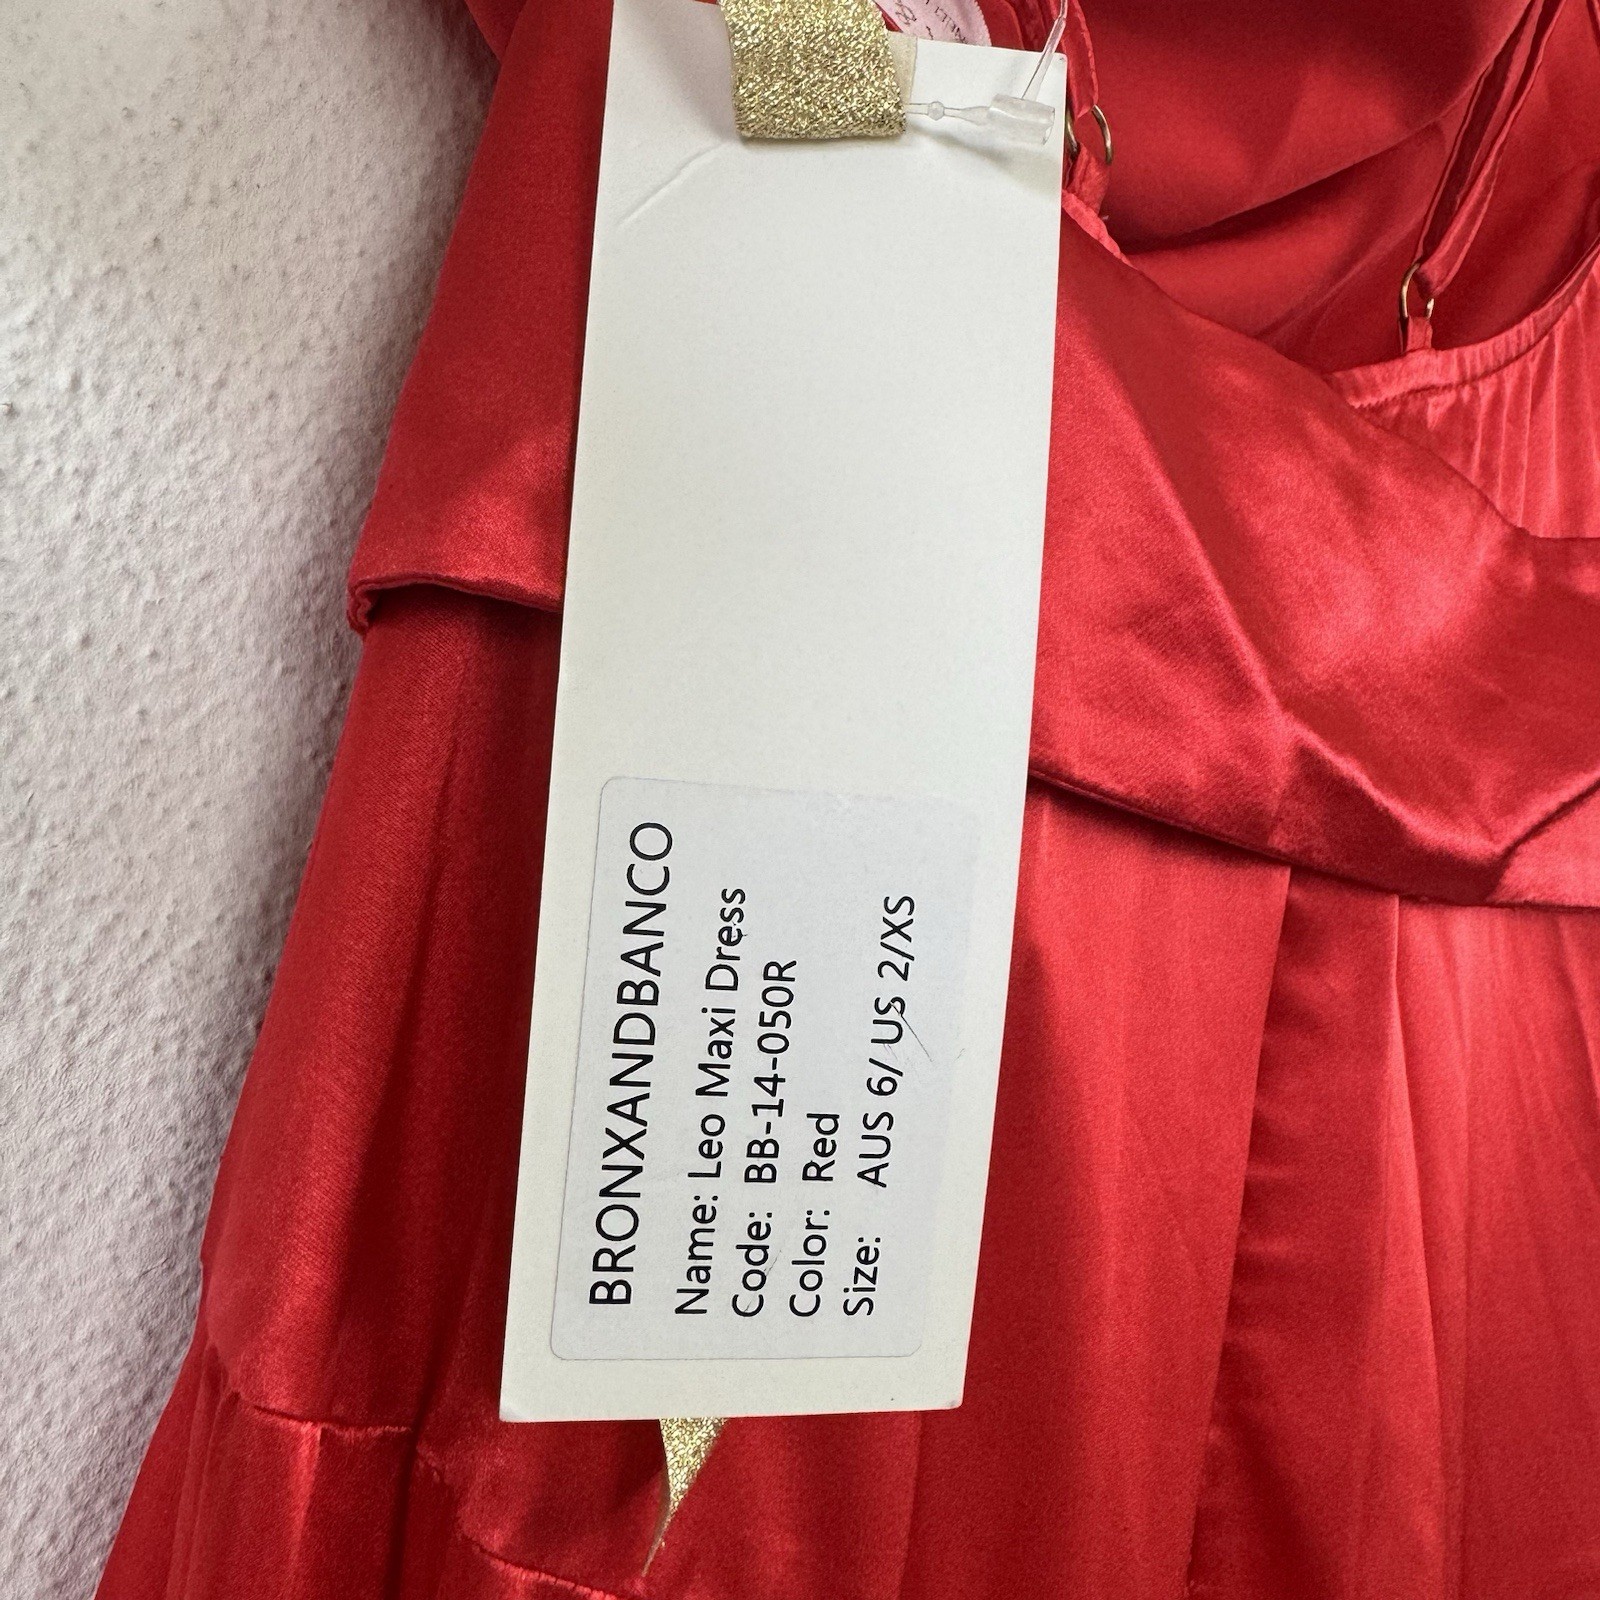 BRONXANDBANCO
Name: Leo Maxi Dress
Code: BB-14-050R
Color: Red
Size: AUS 6/ US 2/XS